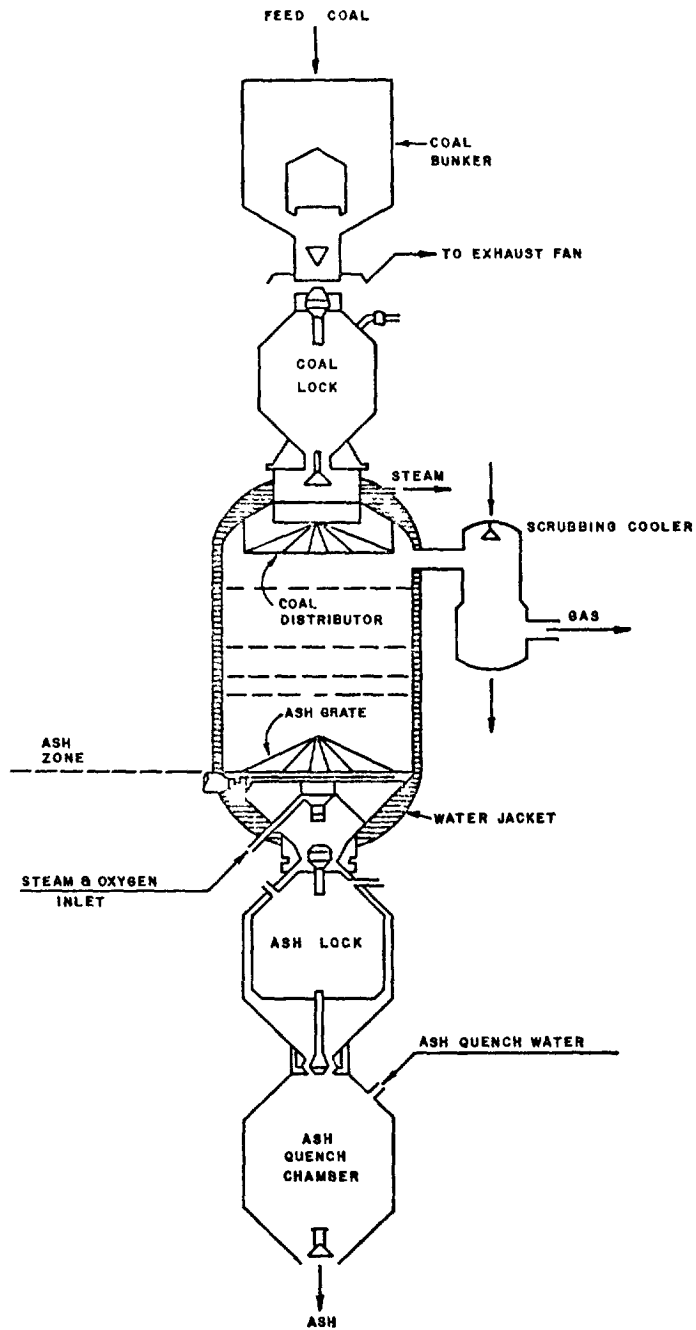 FEED COAL
COAL
BUNKER
TO EXHAUST FAN
COAL
LOCK
STEAM
SCRUBBING COOLER
COAL
DISTRIBUTOR
GAS
ASH GRATE
ASH
ZONE
WATER JACKET
STEAM & OXYGEN
INLET
ASH LOCK
ASH QUENCH WATER
ASH
QUENCH
CHAMBER
ASH